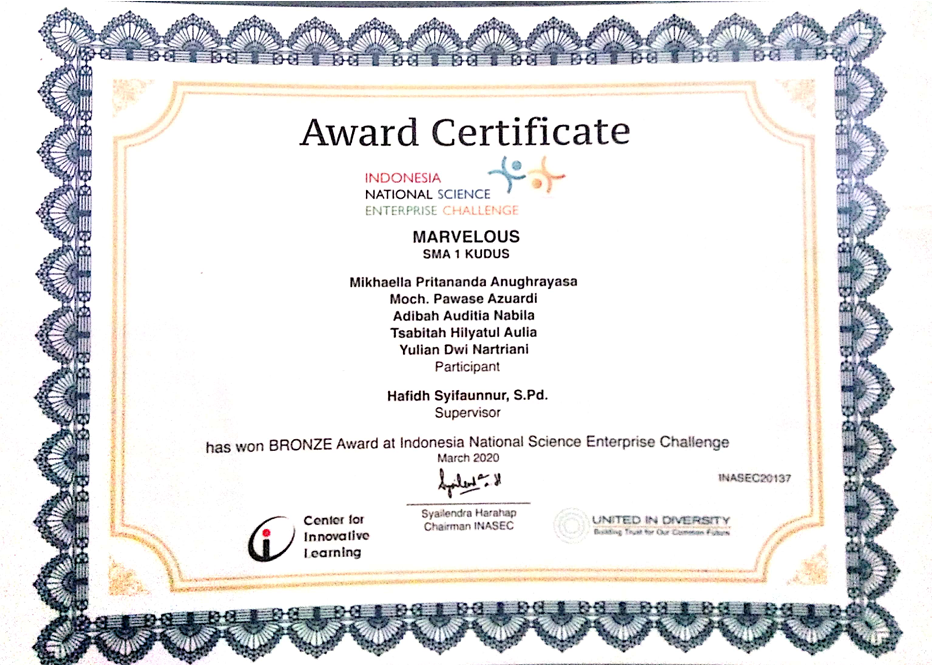 Award Certificate
INDONESIA
NATIONAL SCIENCE
ENTERPRISE CHALLENGE
MARVELOUS
SMA 1 KUDUS
Mikhaella Pritananda Anughrayasa
Moch. Pawase Azuardi
Adibah Auditia Nabila
Tsabitah Hilyatul Aulia
Yulian Dwi Nartriani
Participant
Hafidh Syifaunnur, S.Pd.
Supervisor
has won BRONZE Award at Indonesia National Science Enterprise Challenge
March 2020
INASEC20137
Syailendra Harahap
Chairman INASEC
Center for
Innovative
Learning
UNITED IN DIVERSITY
Building Trust for Our Common Future